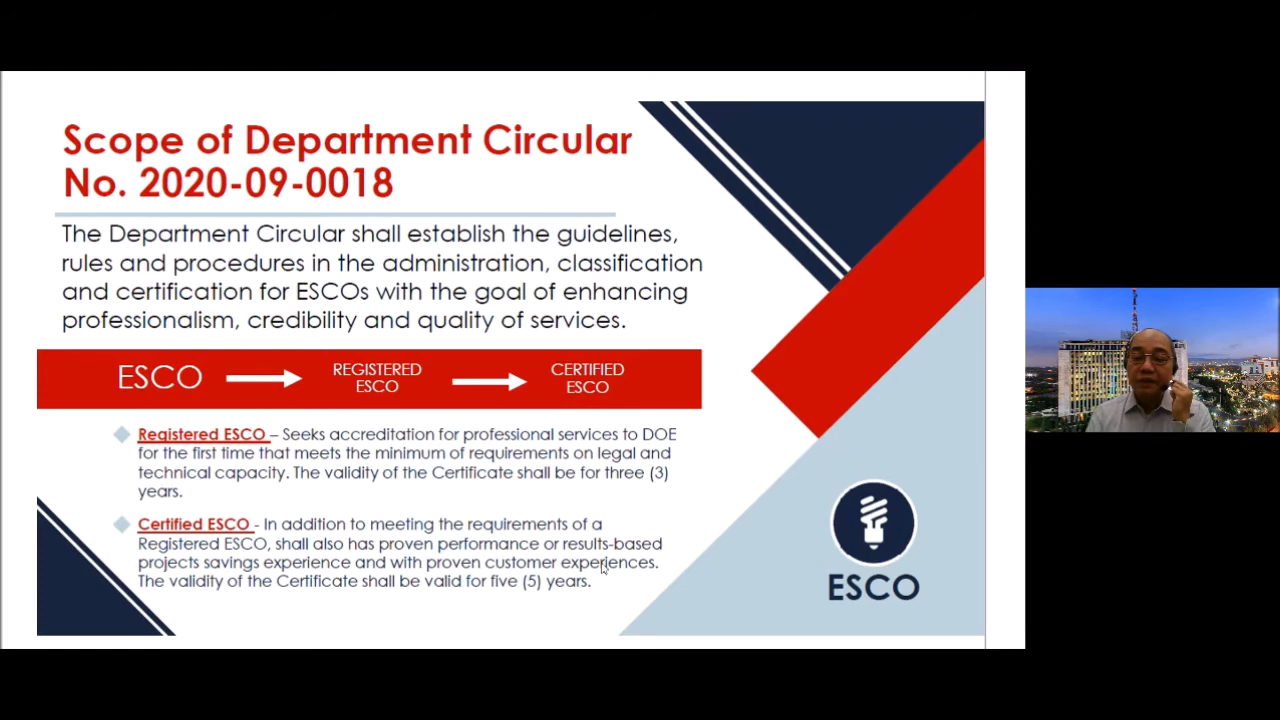 Scope of Department Circular
No. 2020-09-0018
The Department Circular shall establish the guidelines,
rules and procedures in the administration, classification
and certification for ESCOs with the goal of enhancing
professionalism, credibility and quality of services.
ESCO
REGISTERED
ESCO
CERTIFIED
ESCO
Registered ESCO – Seeks accreditation for professional services to DOE
for the first time that meets the minimum of requirements on legal and
technical capacity. The validity of the Certificate shall be for three (3)
years.
Certified ESCO - In addition to meeting the requirements of a
Registered ESCO, shall also has proven performance or results-based
projects savings experience and with proven customer experiences.
The validity of the Certificate shall be valid for five (5) years.
ESCO